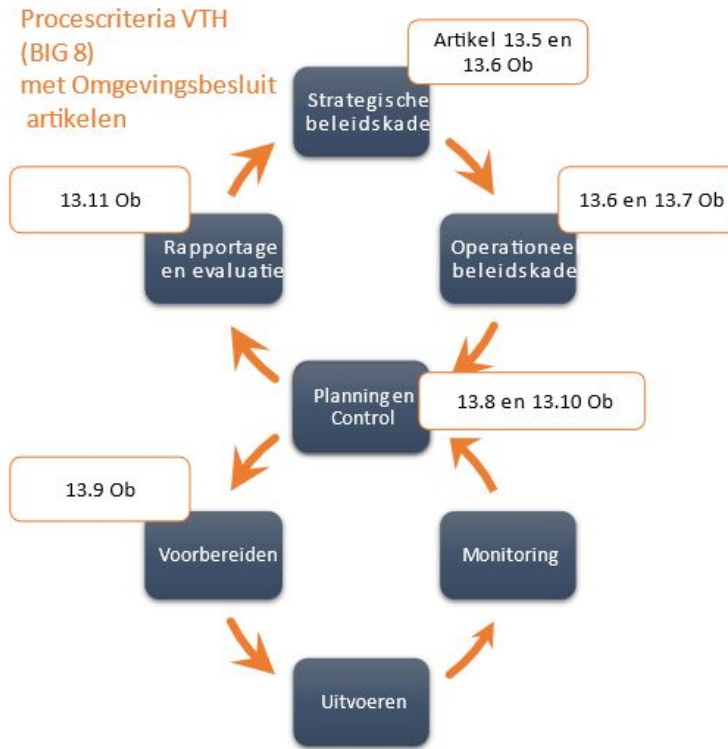 Procescriteria VTH
(BIG 8)
met Omgevingsbesluit
artikelen
Artikel 13.5 en
13.6 Ob
Strategische
beleidskade
13.11 Ob
Rapportage
en evaluatie
13.6 en 13.7 Ob
Operationeel
beleidskade
Planning en
Control
13.8 en 13.10 Ob
13.9 Ob
Voorbereiden
Monitoring
Uitvoeren